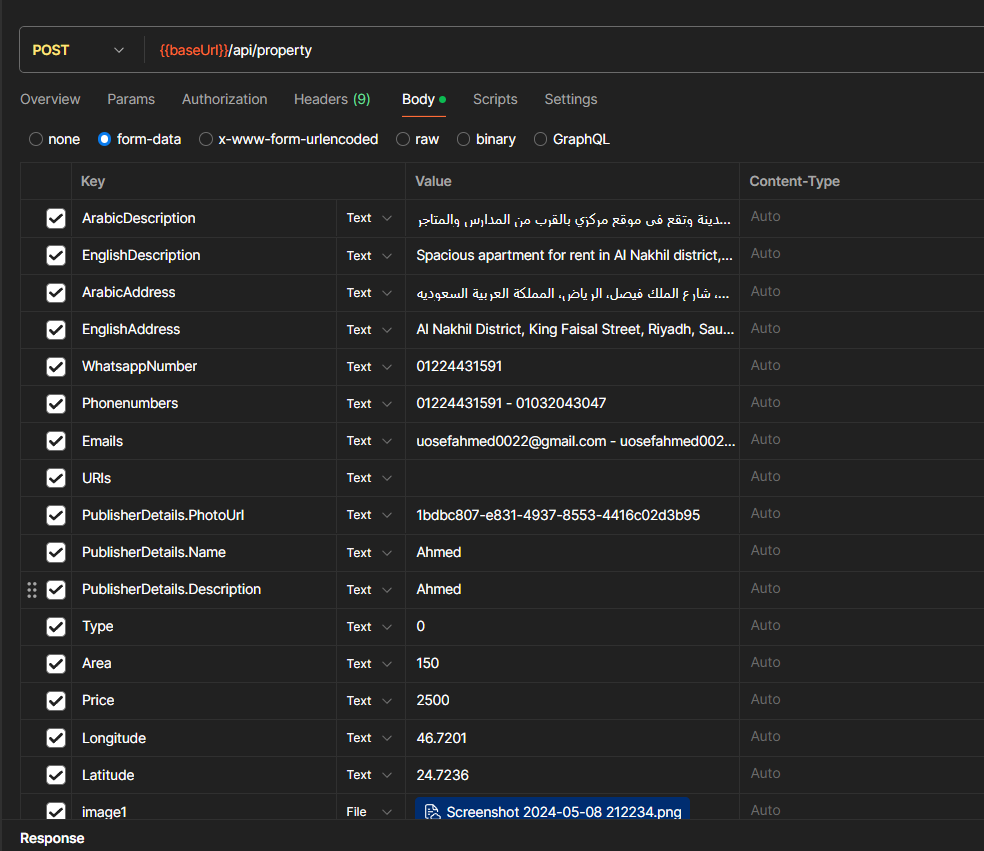 POST {{baseUrl}}/api/property
Overview Params Authorization Headers (9) Body Scripts Settings
none form-data x-www-form-urlencoded raw binary GraphQL
Key Value Content-Type
ArabicDescription Text ...دينة وتقع في موقع مركزي بالقرب من المدارس والمتاجر Auto
EnglishDescription Text Spacious apartment for rent in Al Nakhil district,... Auto
ArabicAddress Text ...، شارع الملك فيصل، الرياض، المملكة العربية السعوديه Auto
EnglishAddress Text Al Nakhil District, King Faisal Street, Riyadh, Sau... Auto
WhatsappNumber Text 01224431591 Auto
Phonenumbers Text 01224431591 - 01032043047 Auto
Emails Text uosefahmed0022@gmail.com - uosefahmed002... Auto
URls Text Auto
PublisherDetails.PhotoUrl Text 1bdbc807-e831-4937-8553-4416c02d3b95 Auto
PublisherDetails.Name Text Ahmed Auto
PublisherDetails.Description Text Ahmed Auto
Type Text 0 Auto
Area Text 150 Auto
Price Text 2500 Auto
Longitude Text 46.7201 Auto
Latitude Text 24.7236 Auto
image1 File Screenshot 2024-05-08 212234.png Auto
Response